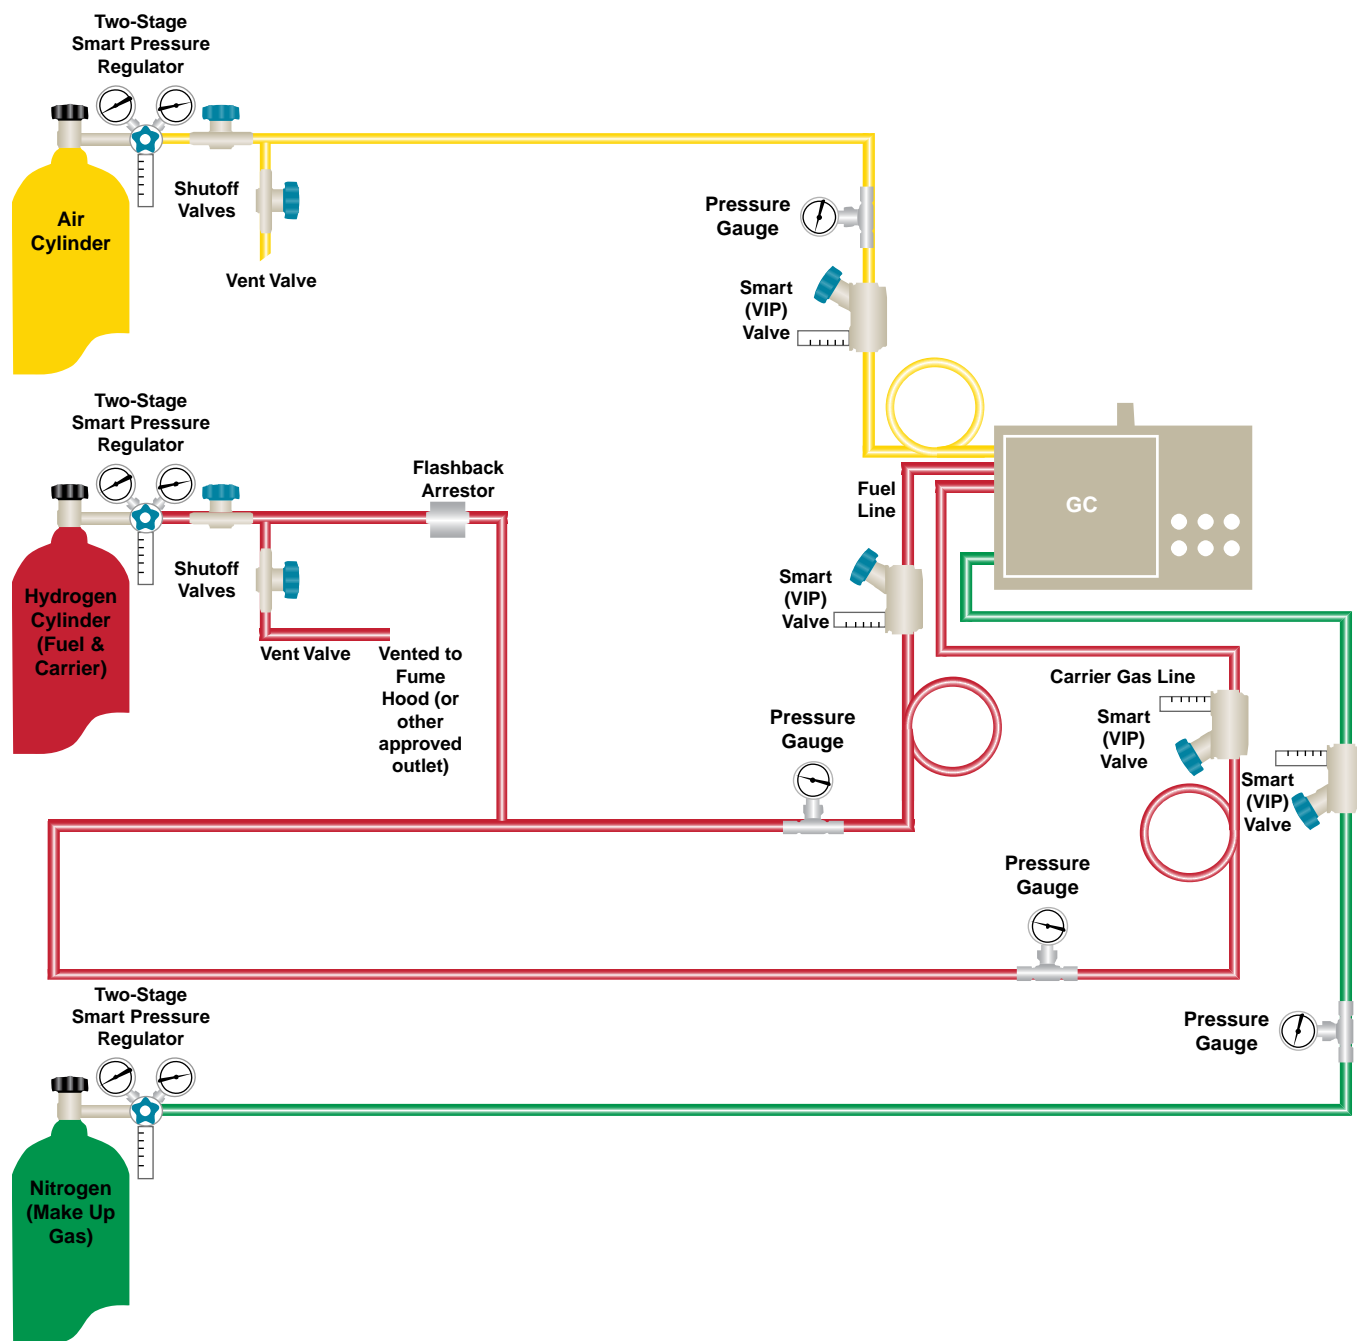 Two-Stage
Smart Pressure
Regulator
Air
Cylinder
Shutoff
Valves
Vent Valve
Pressure
Gauge
Smart
(VIP)
Valve
Two-Stage
Smart Pressure
Regulator
Flashback
Arrestor
Fuel
Line
GC
Hydrogen
Cylinder
(Fuel &
Carrier)
Shutoff
Valves
Vent Valve
Vented to
Fume
Hood (or
other
approved
outlet)
Smart
(VIP)
Valve
Pressure
Gauge
Carrier Gas Line
Smart
(VIP)
Valve
Smart
(VIP)
Valve
Pressure
Gauge
Two-Stage
Smart Pressure
Regulator
Pressure
Gauge
Nitrogen
(Make Up
Gas)